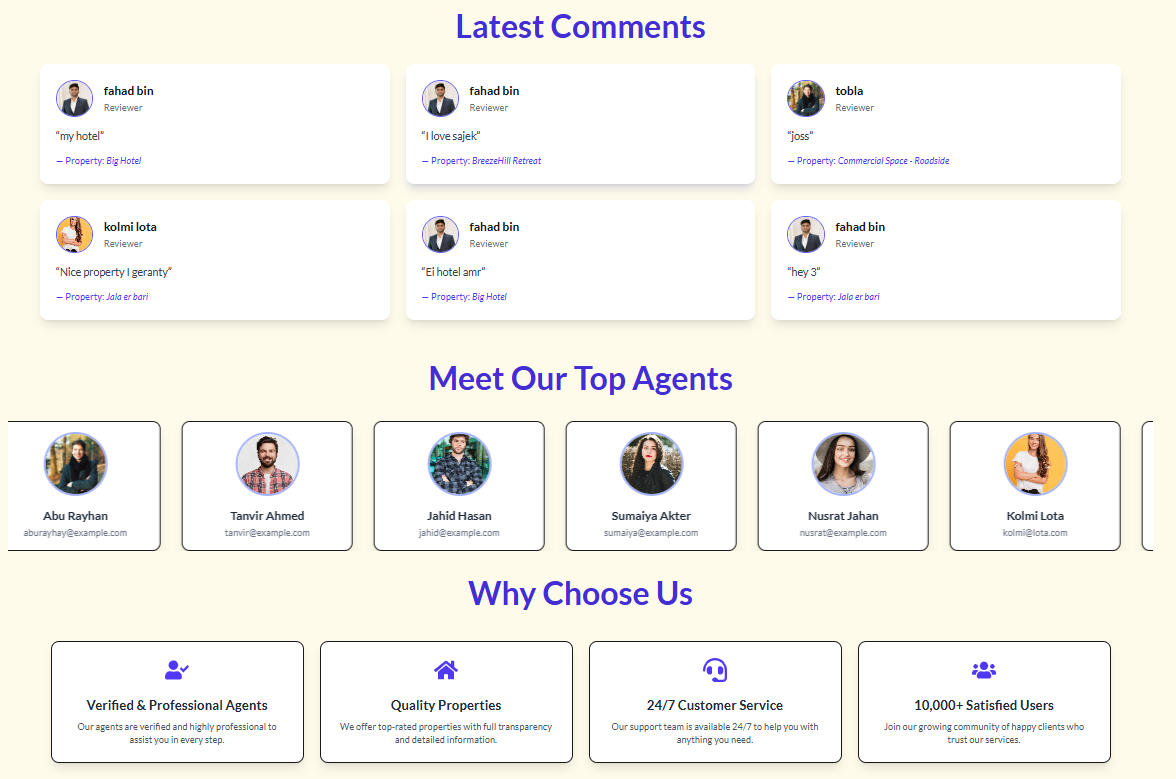 Latest Comments
fahad bin
Reviewer
“my hotel”
— Property: Big Hotel
fahad bin
Reviewer
“I love sajek”
— Property: BreezeHill Retreat
tobla
Reviewer
“joss”
— Property: Commercial Space - Roadside
kolmi lota
Reviewer
“Nice property I geranty”
— Property: Jala er bari
fahad bin
Reviewer
“Ei hotel amr”
— Property: Big Hotel
fahad bin
Reviewer
“hey 3”
— Property: Jala er bari
Meet Our Top Agents
Abu Rayhan
aburayhay@example.com
Tanvir Ahmed
tanvir@example.com
Jahid Hasan
jahid@example.com
Sumaiya Akter
sumaiya@example.com
Nusrat Jahan
nusrat@example.com
Kolmi Lota
kolmi@lota.com
Why Choose Us
Verified & Professional Agents
Our agents are verified and highly professional to
assist you in every step.
Quality Properties
We offer top-rated properties with full transparency
and detailed information.
24/7 Customer Service
Our support team is available 24/7 to help you with
anything you need.
10,000+ Satisfied Users
Join our growing community of happy clients who
trust our services.